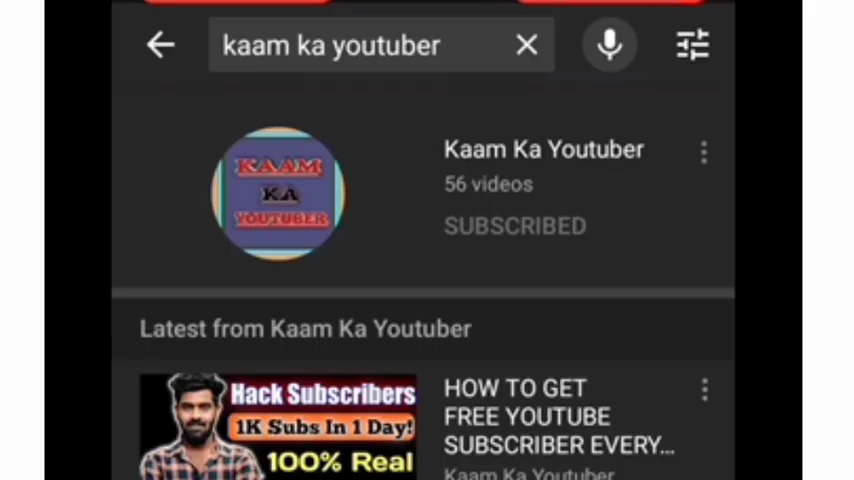 kaam ka youtuber
KAAM
KA
YOUTUBER
Kaam Ka Youtuber
56 videos
SUBSCRIBED
Latest from Kaam Ka Youtuber
Hack Subscribers
1K Subs In 1 Day!
100% Real
HOW TO GET
FREE YOUTUBE
SUBSCRIBER EVERY...
Kaam Ka Youtuber